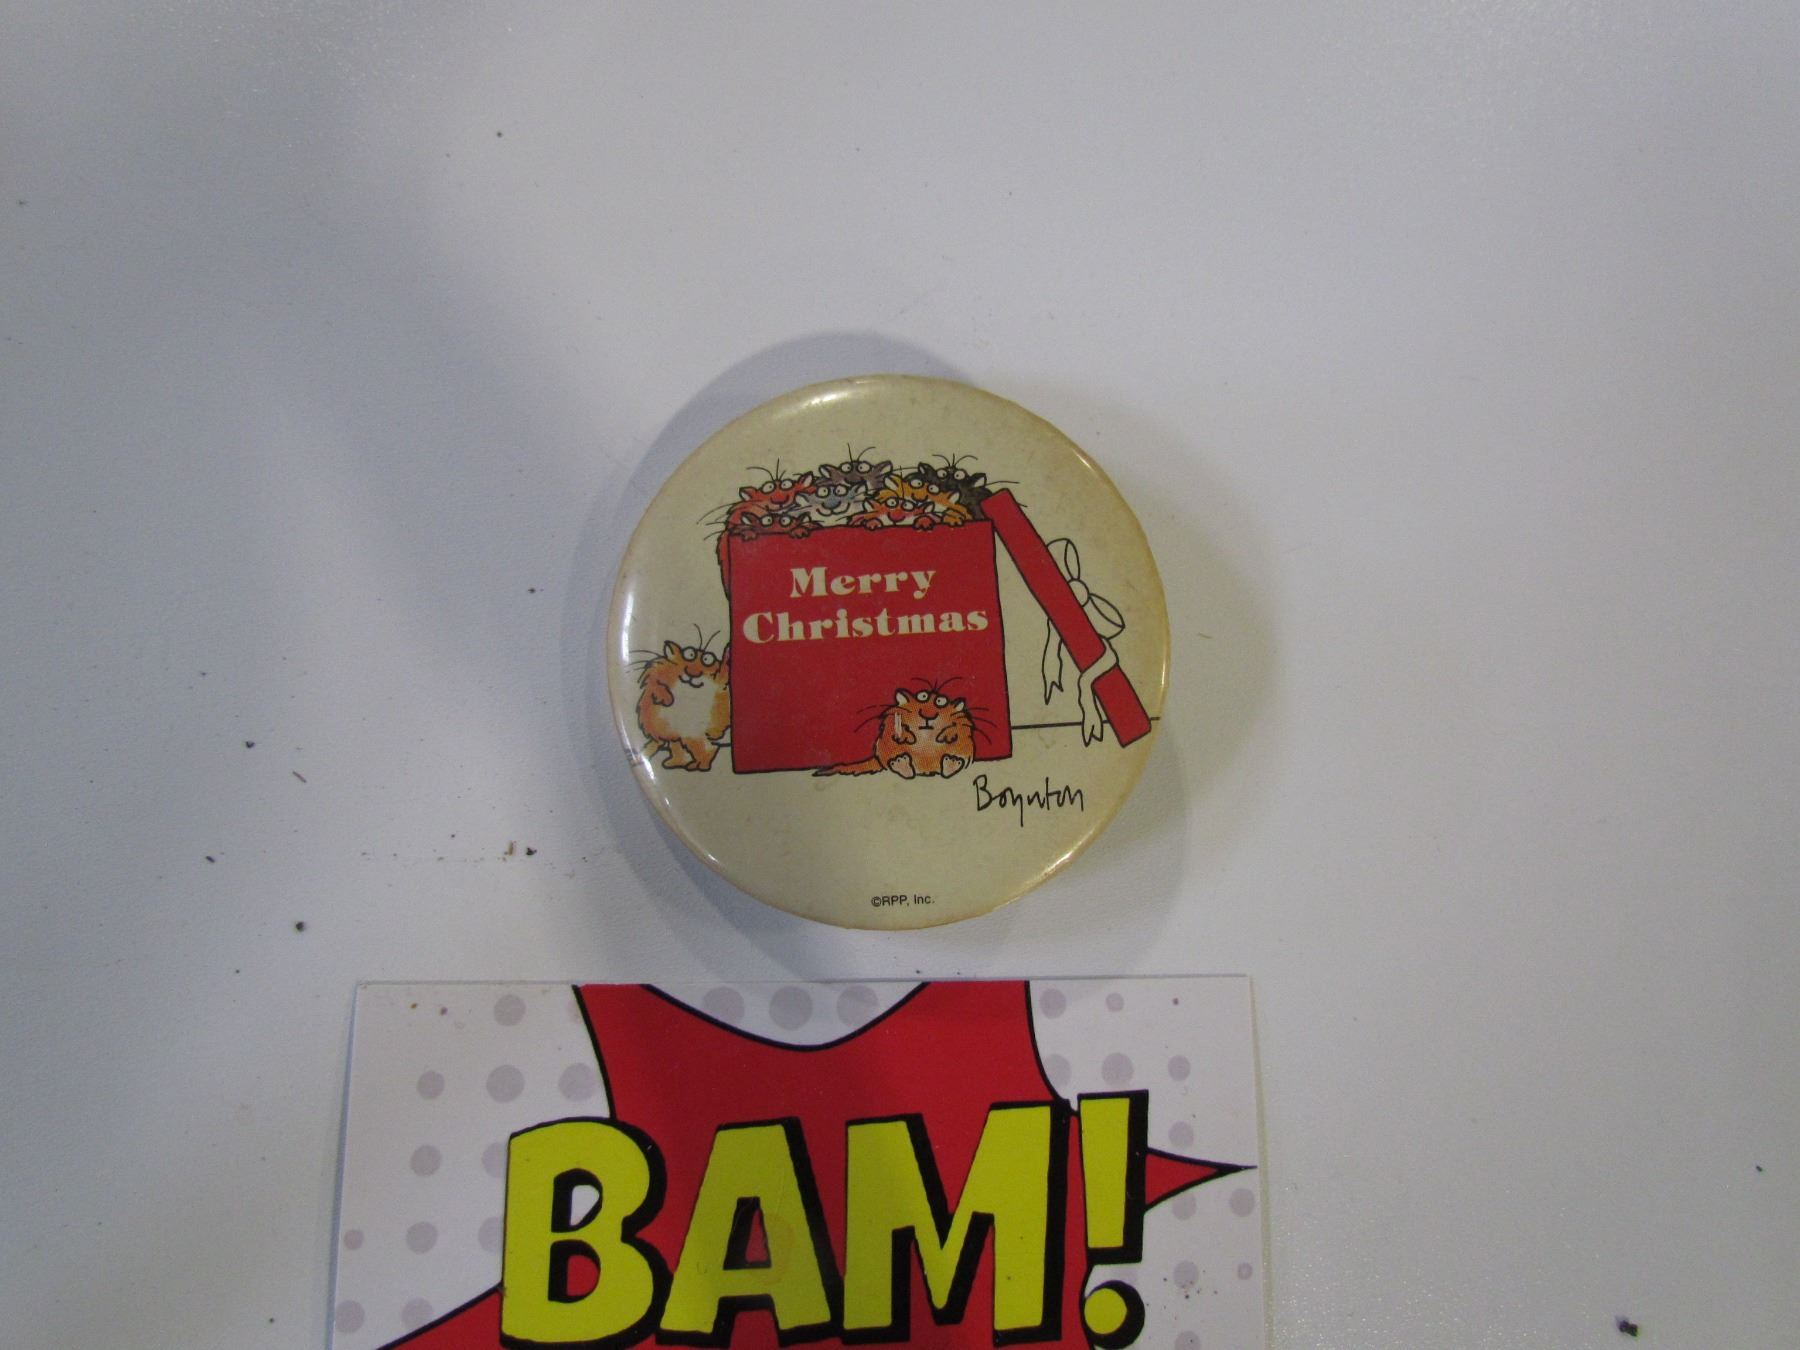 Merry
Christmas
Boynton
©RPP, Inc.
BAM!